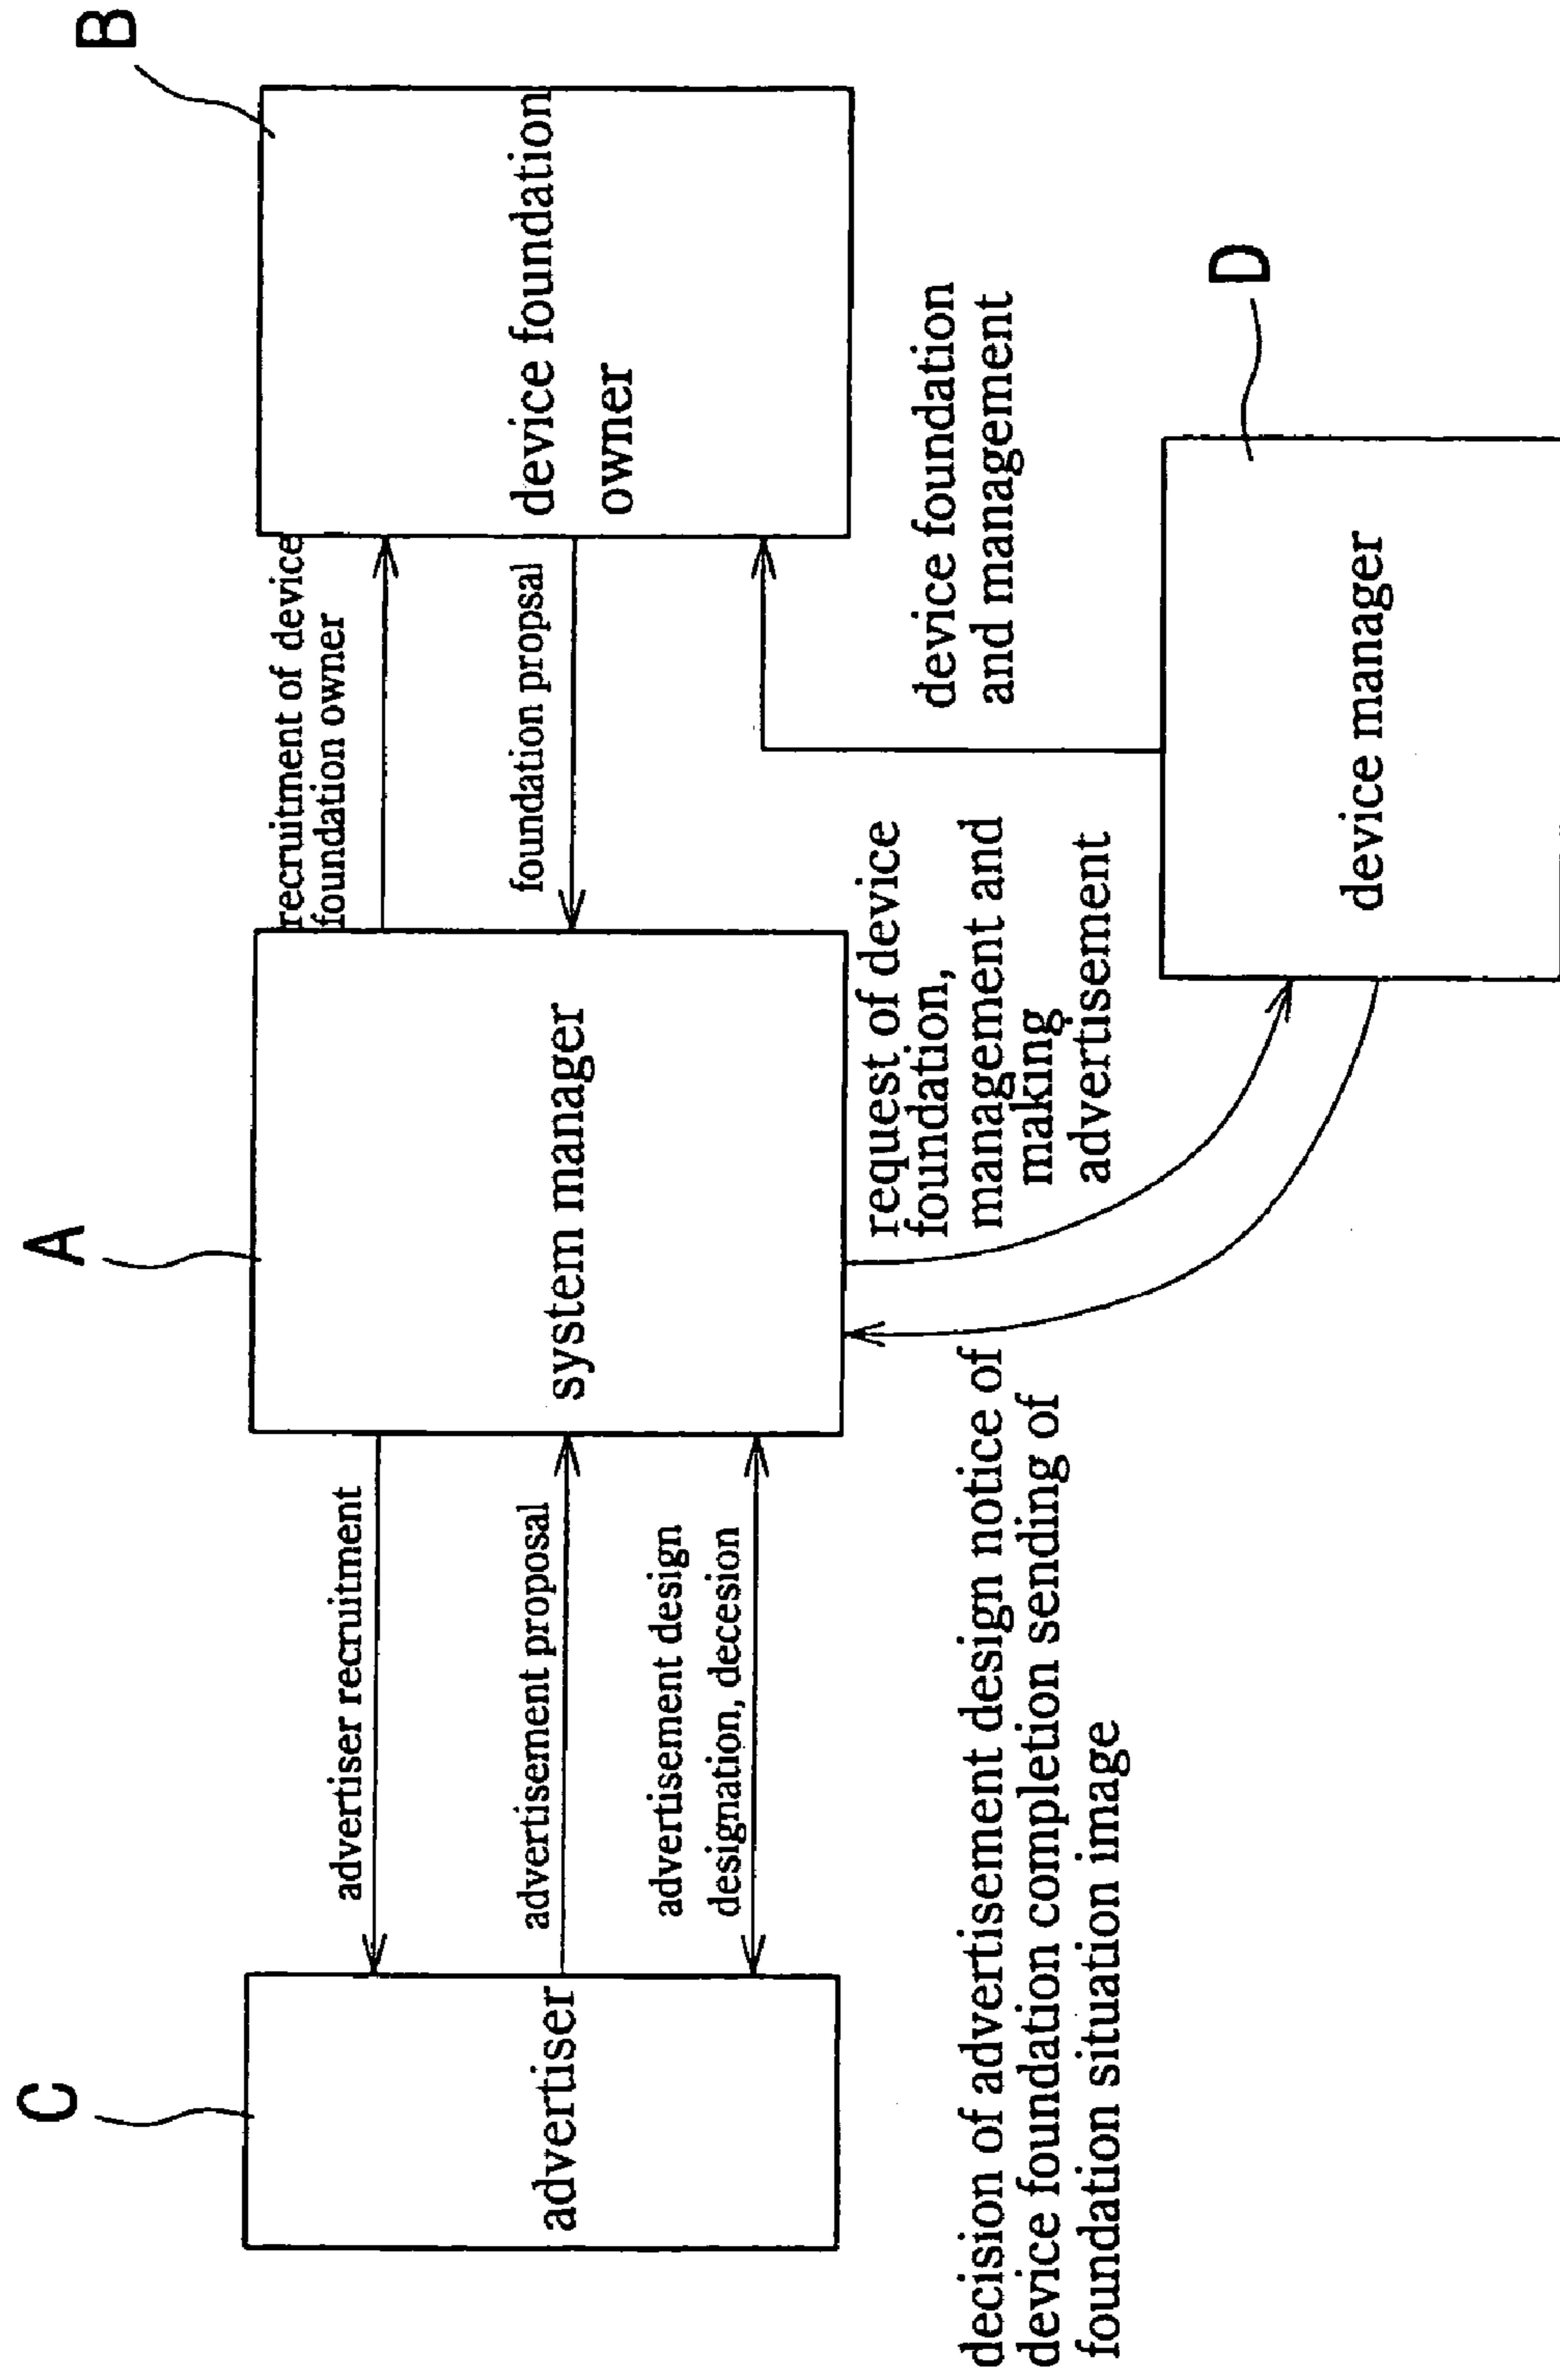 C
A
B
advertiser
advertiser recruitment
advertisement proposal
advertisement design
designation, decesion
system manager
recruitment of device
foundation owner
foundation propsal
device foundation
owner
decision of advertisement design notice of
device foundation completion sending of
foundation situation image
request of device
foundation,
management and
making
advertisement
device foundation
and management
D
device manager